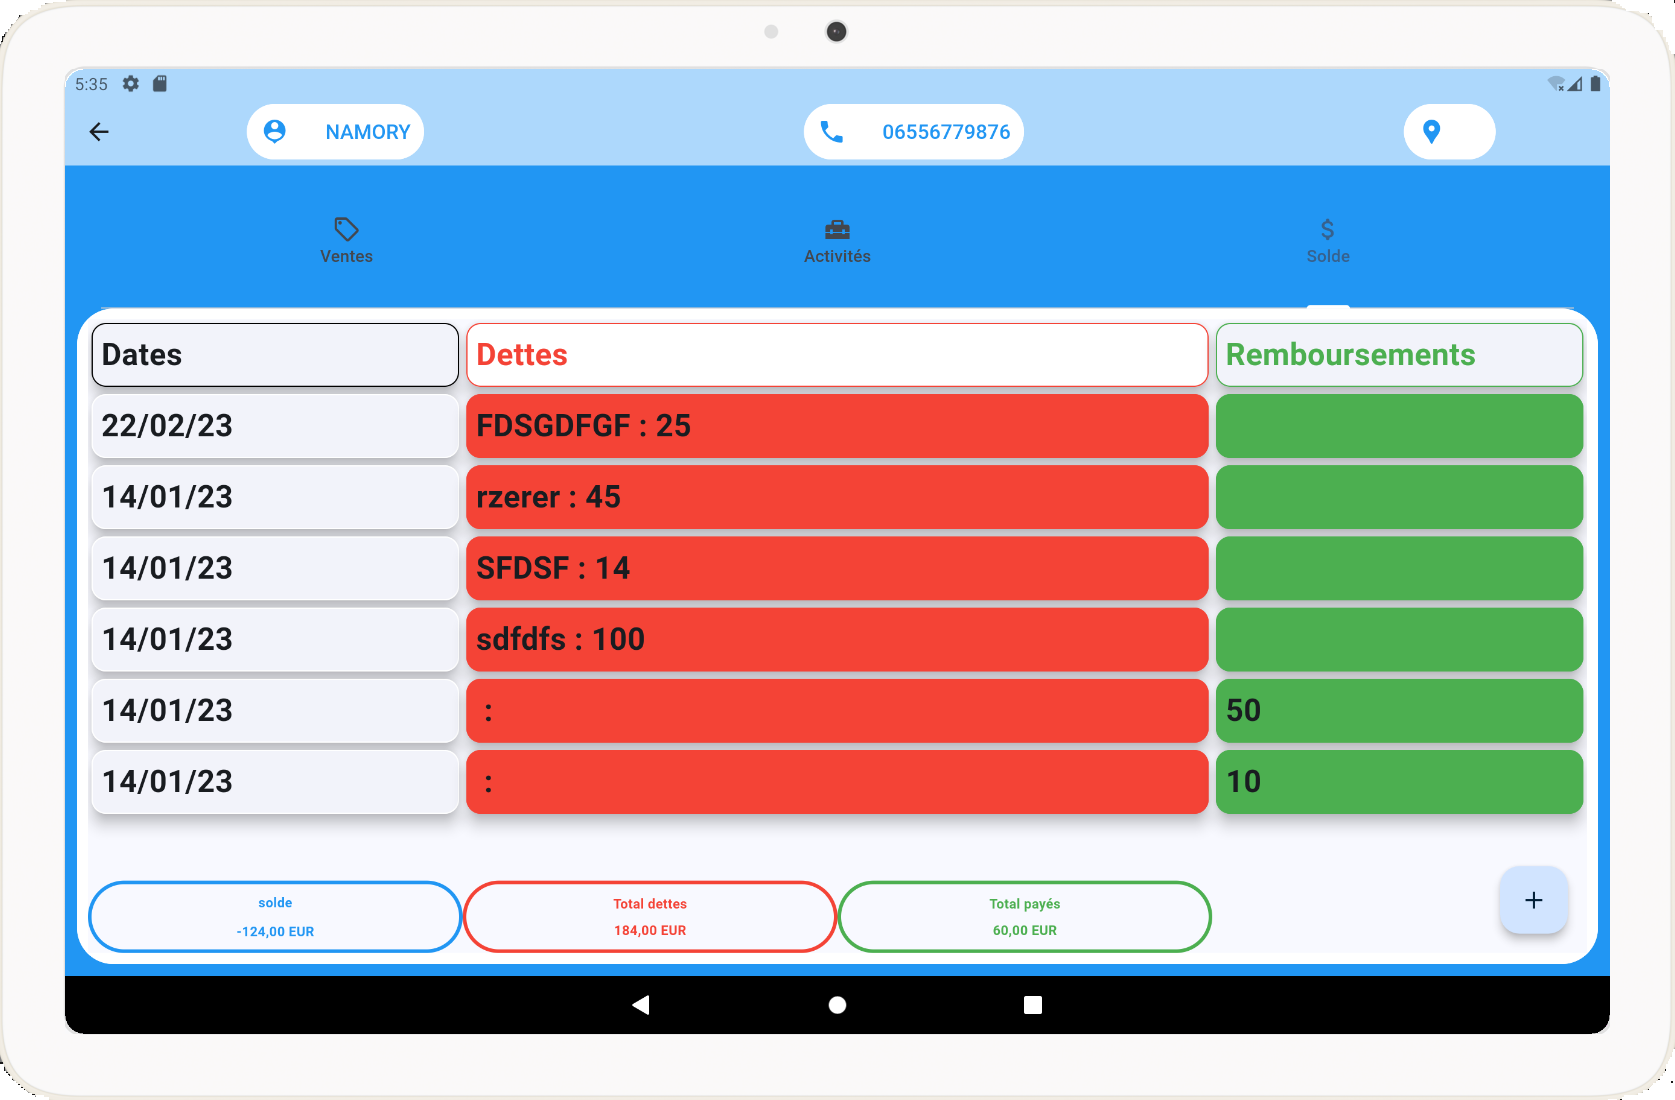 5:35
NAMORY
06556779876
Ventes
Activités
Solde
Dates
Dettes
Remboursements
22/02/23
FDSGDFGF : 25
14/01/23
rzerer : 45
14/01/23
SFDSF : 14
14/01/23
sdfdfs : 100
14/01/23
:
50
14/01/23
:
10
solde
-124,00 EUR
Total dettes
184,00 EUR
Total payés
60,00 EUR